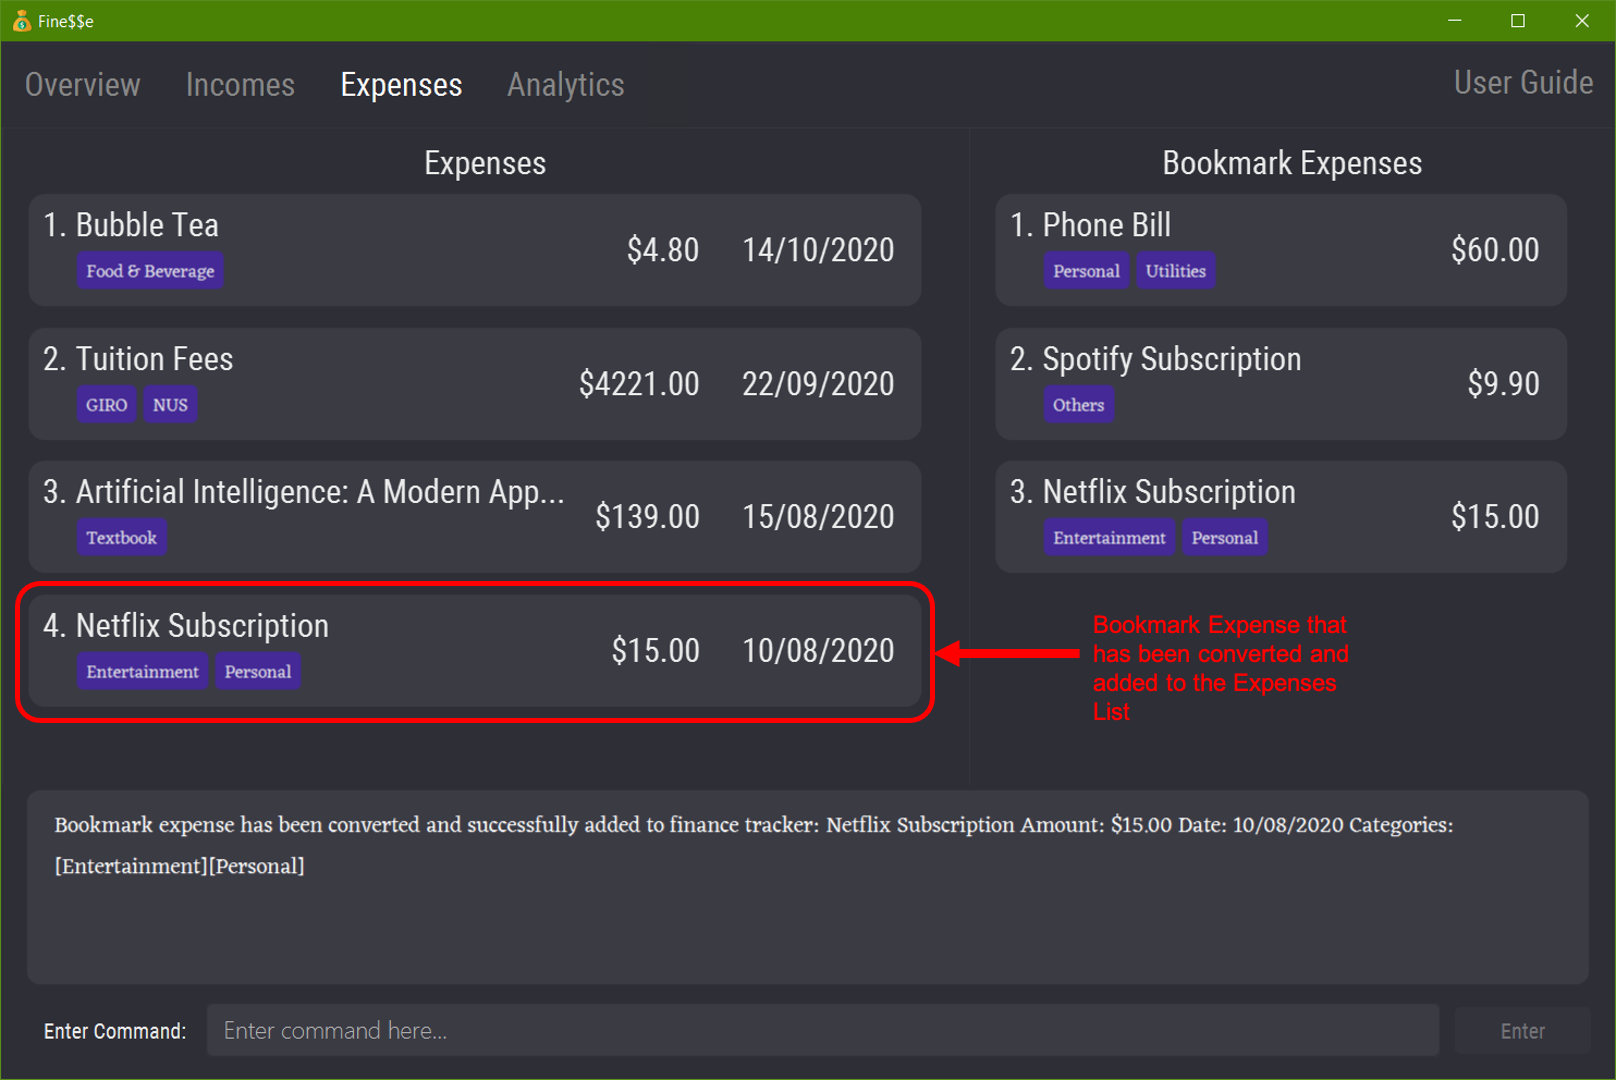 Fine$$e
Overview Incomes Expenses Analytics User Guide
Expenses
1. Bubble Tea
Food & Beverage
$4.80 14/10/2020
2. Tuition Fees
GIRO NUS
$4221.00 22/09/2020
3. Artificial Intelligence: A Modern App...
Textbook
$139.00 15/08/2020
4. Netflix Subscription
Entertainment Personal
$15.00 10/08/2020
Bookmark Expenses
1. Phone Bill
Personal Utilities
$60.00
2. Spotify Subscription
Others
$9.90
3. Netflix Subscription
Entertainment Personal
$15.00
Bookmark Expense that
has been converted and
added to the Expenses
List
Bookmark expense has been converted and successfully added to finance tracker: Netflix Subscription Amount: $15.00 Date: 10/08/2020 Categories:
[Entertainment][Personal]
Enter Command: Enter command here... Enter